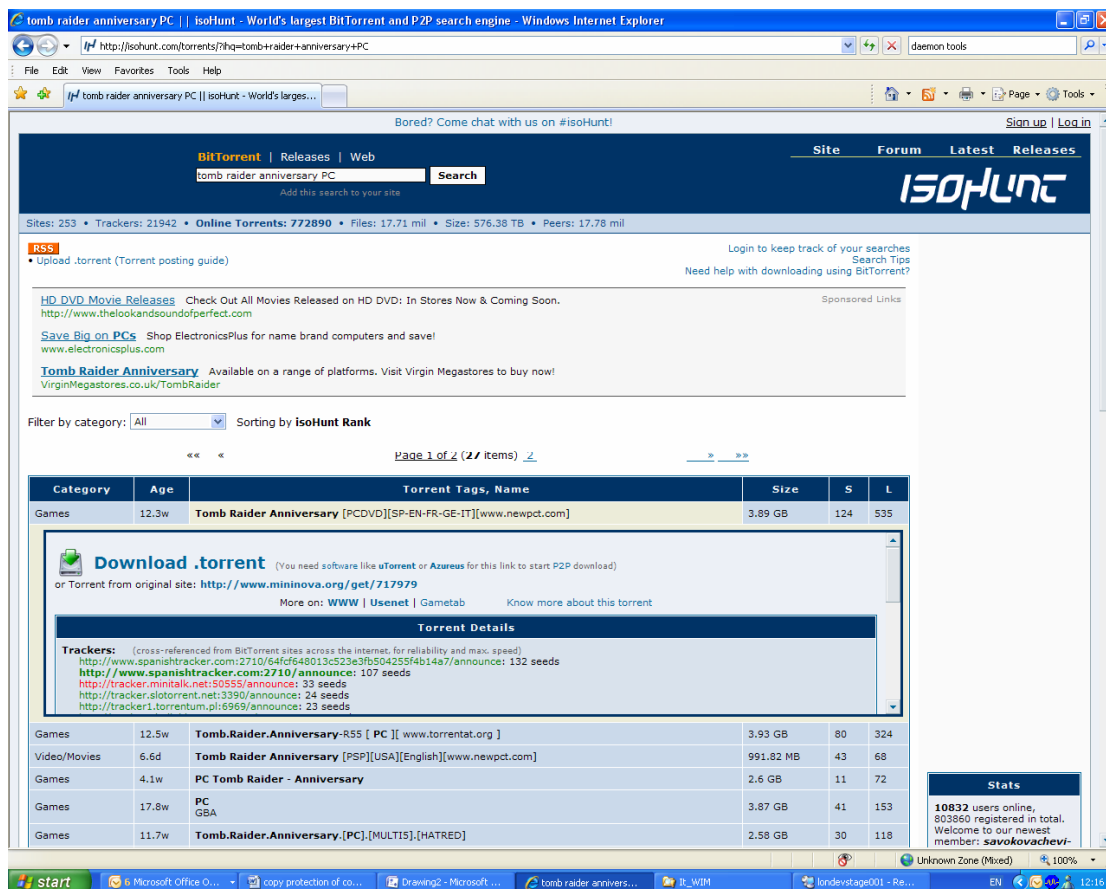 tomb raider anniversary PC || isoHunt - World's largest BitTorrent and P2P search engine - Windows Internet Explorer
http://isohunt.com/torrents/?ihq=tomb+raider+anniversary+PC
daemon tools
File Edit View Favorites Tools Help
tomb raider anniversary PC || isoHunt - World's larges...
Page Tools
Bored? Come chat with us on #isoHunt!
Sign up | Log in
BitTorrent | Releases | Web
Site Forum Latest Releases
tomb raider anniversary PC Search
Add this search to your site
isoHunt
Sites: 253 • Trackers: 21942 • Online Torrents: 772890 • Files: 17.71 mil • Size: 576.38 TB • Peers: 17.78 mil
RSS
• Upload .torrent (Torrent posting guide)
Login to keep track of your searches
Search Tips
Need help with downloading using BitTorrent?
HD DVD Movie Releases Check Out All Movies Released on HD DVD: In Stores Now & Coming Soon.
Sponsored Links
http://www.thelookandsoundofperfect.com
Save Big on PCs Shop ElectronicsPlus for name brand computers and save!
www.electronicsplus.com
Tomb Raider Anniversary Available on a range of platforms. Visit Virgin Megastores to buy now!
VirginMegastores.co.uk/TombRaider
Filter by category: All Sorting by isoHunt Rank
«« « Page 1 of 2 (27 items) 2 » »»
Category Age Torrent Tags, Name Size S L
Games 12.3w Tomb Raider Anniversary [PCDVD][SP-EN-FR-GE-IT][www.newpct.com] 3.89 GB 124 535
Download .torrent (You need software like uTorrent or Azureus for this link to start P2P download)
or Torrent from original site: http://www.mininova.org/get/717979
More on: WWW | Usenet | Gametab Know more about this torrent
Torrent Details
Trackers: (cross-referenced from BitTorrent sites across the internet, for reliability and max. speed)
http://www.spanishtracker.com:2710/64fcf648013c523e3fb504255f4b14a7/announce: 132 seeds
http://www.spanishtracker.com:2710/announce: 107 seeds
http://tracker.minitalk.net:50555/announce: 33 seeds
http://tracker.slotorrent.net:3390/announce: 24 seeds
http://tracker1.torrentum.pl:6969/announce: 23 seeds
Games 12.5w Tomb.Raider.Anniversary-R55 [ PC ][ www.torrentat.org ] 3.93 GB 80 324
Video/Movies 6.6d Tomb Raider Anniversary [PSP][USA][English][www.newpct.com] 991.82 MB 43 68
Games 4.1w PC Tomb Raider - Anniversary 2.6 GB 11 72
Games 17.8w PC 3.87 GB 41 153
GBA
Games 11.7w Tomb.Raider.Anniversary.[PC].[MULTI5].[HATRED] 2.58 GB 30 118
Stats
10832 users online,
803860 registered in total.
Welcome to our newest
member: savokovachevi-
Unknown Zone (Mixed) 100%
start 6 Microsoft Office O... copy protection of co... Drawing2 - Microsoft ... tomb raider annivers... It_WIM londevstage001 - Re... EN 12:16